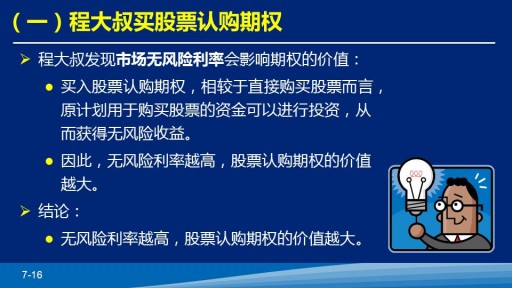 （一）程大叔买股票认购期权
程大叔发现市场无风险利率会影响期权的价值：
买入股票认购期权，相较于直接购买股票而言，
原计划用于购买股票的资金可以进行投资，从
而获得无风险收益。
因此，无风险利率越高，股票认购期权的价值
越大。
结论：
无风险利率越高，股票认购期权的价值越大。
7-16